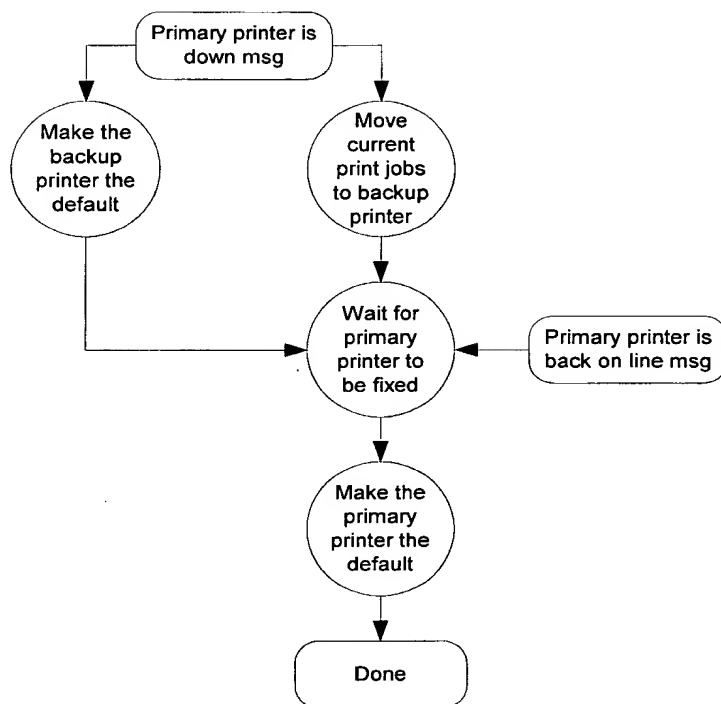 Primary printer is
down msg
Make the
backup
printer the
default
Move
current
print jobs
to backup
printer
Wait for
primary
printer to
be fixed
Primary printer is
back on line msg
Make the
primary
printer the
default
Done